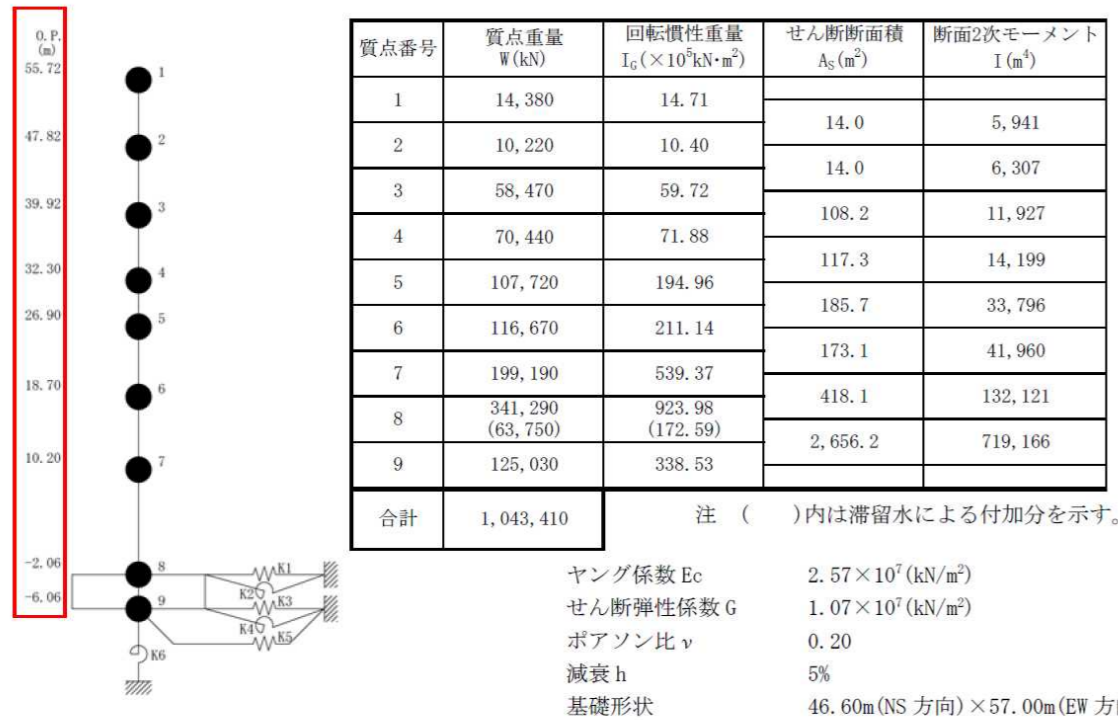 O.P.
(m)
55.72
47.82
39.92
32.30
26.90
18.70
10.20
-2.06
-6.06
1
2
3
4
5
6
7
8
9
K1
K2
K3
K4
K5
K6
質点番号 質点重量 W(kN) 回転慣性重量 I_G(×10⁵kN・m²) せん断断面積 A_S(m²) 断面2次モーメント I(m⁴)
1 14,380 14.71
14.0 5,941
2 10,220 10.40
14.0 6,307
3 58,470 59.72
108.2 11,927
4 70,440 71.88
117.3 14,199
5 107,720 194.96
185.7 33,796
6 116,670 211.14
173.1 41,960
7 199,190 539.37
418.1 132,121
8 341,290 (63,750) 923.98 (172.59)
2,656.2 719,166
9 125,030 338.53
合計 1,043,410
注 ( )内は滞留水による付加分を示す。
ヤング係数 Ec 2.57×10⁷(kN/m²)
せん断弾性係数 G 1.07×10⁷(kN/m²)
ポアソン比 ν 0.20
減衰 h 5%
基礎形状 46.60m(NS 方向)×57.00m(EW 方